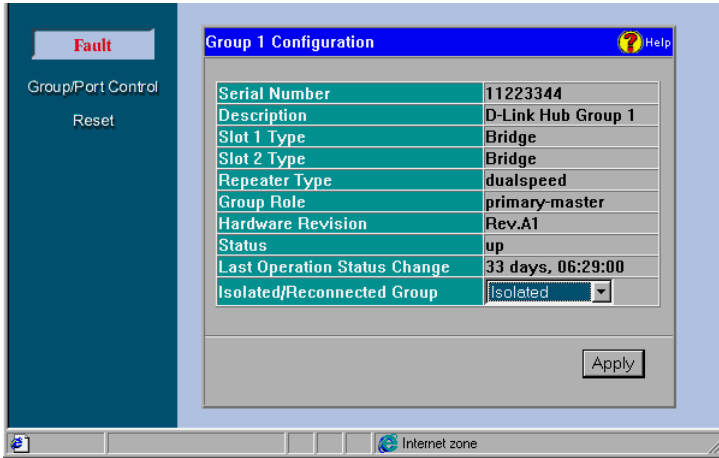 Fault
Group/Port Control
Reset
Group 1 Configuration
Help
Serial Number 11223344
Description D-Link Hub Group 1
Slot 1 Type Bridge
Slot 2 Type Bridge
Repeater Type dualspeed
Group Role primary-master
Hardware Revision Rev.A1
Status up
Last Operation Status Change 33 days, 06:29:00
Isolated/Reconnected Group Isolated
Apply
Internet zone